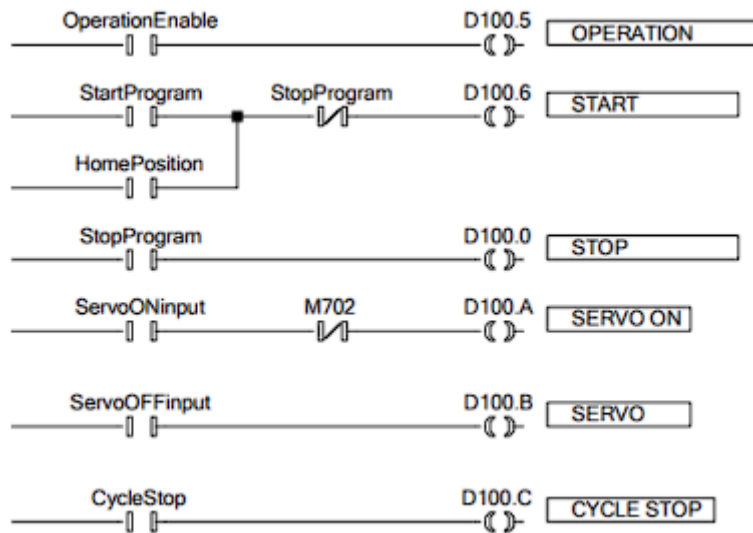 OperationEnable D100.5 OPERATION
StartProgram StopProgram D100.6 START
HomePosition
StopProgram D100.0 STOP
ServoONinput M702 D100.A SERVO ON
ServoOFFinput D100.B SERVO
CycleStop D100.C CYCLE STOP